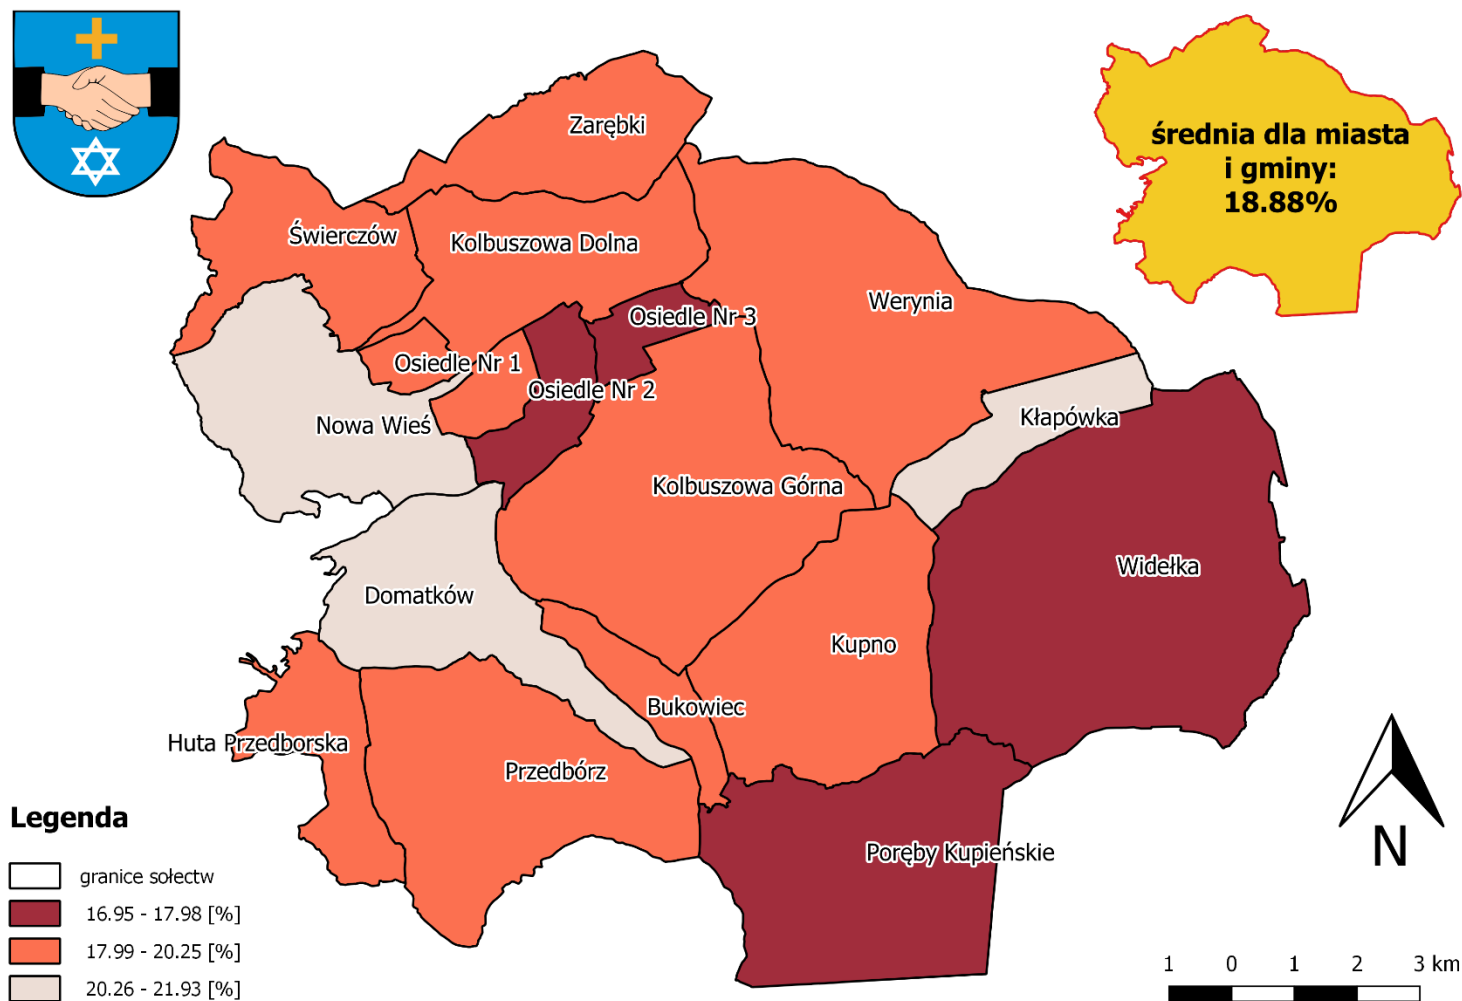 średnia dla miasta
i gminy:
18.88%
Zarębki
Świerczów
Kolbuszowa Dolna
Werynia
Osiedle Nr 3
Osiedle Nr 1
Osiedle Nr 2
Nowa Wieś
Kłapówka
Kolbuszowa Górna
Widełka
Domatków
Kupno
Bukowiec
Huta Przedborska
Przedbórz
Poręby Kupieńskie
N
Legenda
granice sołectw
16.95 - 17.98 [%]
17.99 - 20.25 [%]
20.26 - 21.93 [%]
1 0 1 2 3 km